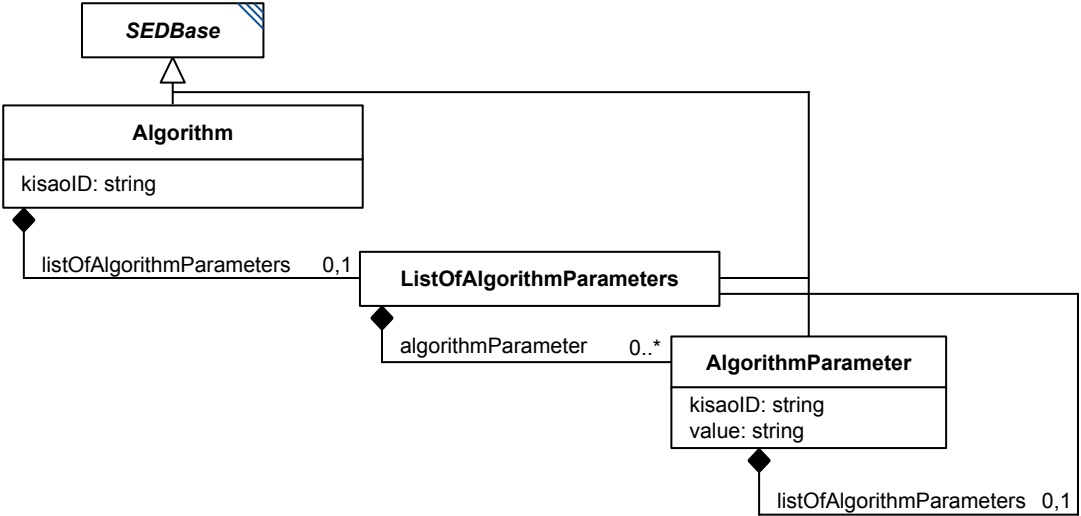 SEDBase
Algorithm
kisaoID: string
listOfAlgorithmParameters 0,1
ListOfAlgorithmParameters
algorithmParameter 0..*
AlgorithmParameter
kisaoID: string
value: string
listOfAlgorithmParameters 0,1